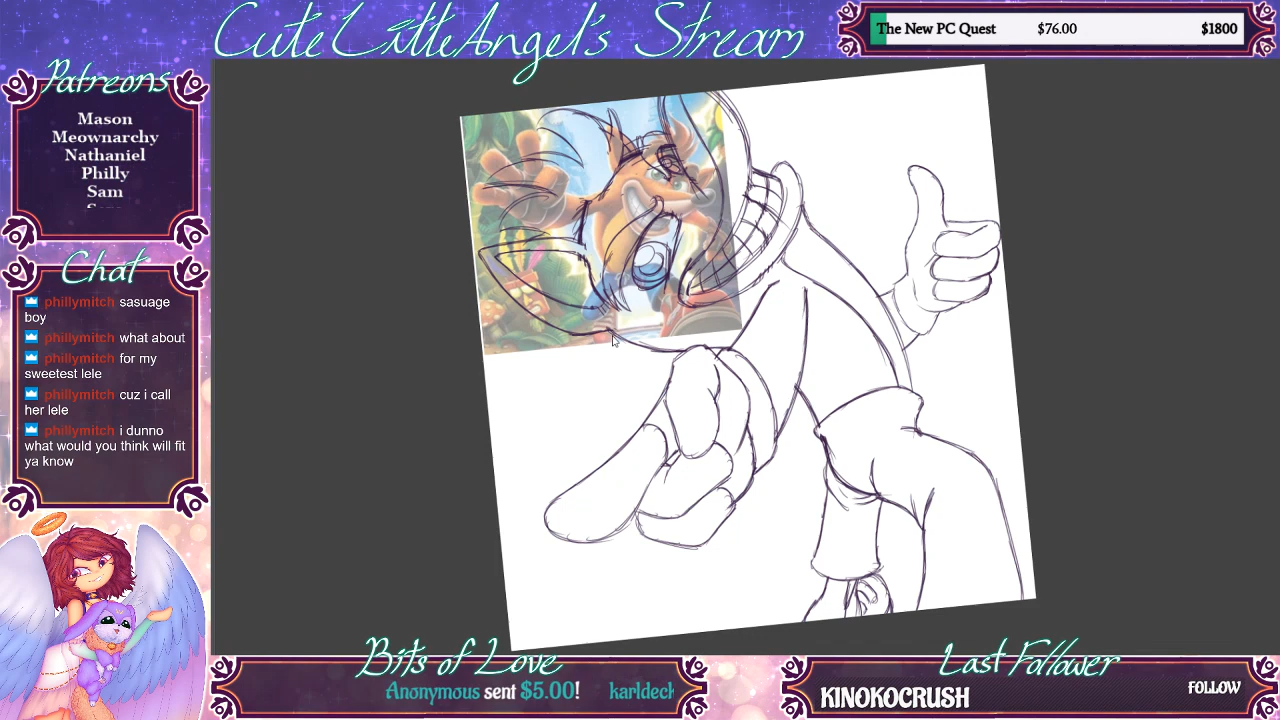 CuteLittleAngel's Stream
The New PC Quest $76.00 $1800
Patreons
Mason
Meownarchy
Nathaniel
Philly
Sam
Chat
phillymitch sasuage
boy
phillymitch what about
phillymitch for my
sweetest lele
phillymitch cuz i call
her lele
phillymitch i dunno
what would you think will fit
ya know
Bits of Love
Anonymous sent $5.00! karldeck
Last Follower
KINOKOCRUSH FOLLOW